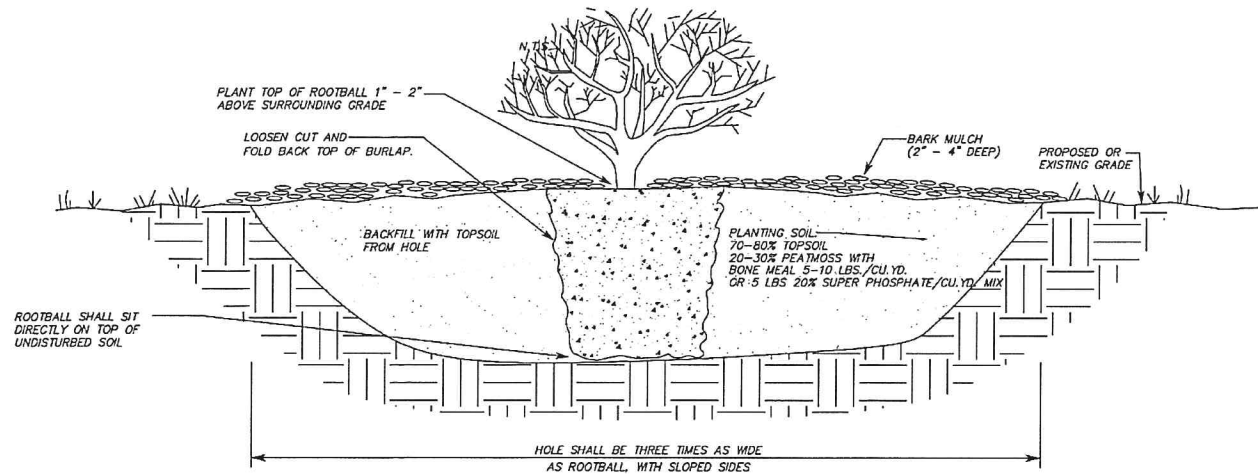 N.T.S.
PLANT TOP OF ROOTBALL 1" - 2"
ABOVE SURROUNDING GRADE
LOOSEN CUT AND
FOLD BACK TOP OF BURLAP.
BARK MULCH
(2" - 4" DEEP)
PROPOSED OR
EXISTING GRADE
BACKFILL WITH TOPSOIL
FROM HOLE
PLANTING SOIL:
70-80% TOPSOIL
20-30% PEATMOSS WITH
BONE MEAL 5-10 LBS./CU.YD.
OR 5 LBS 20% SUPER PHOSPHATE/CU.YD. MIX
ROOTBALL SHALL SIT
DIRECTLY ON TOP OF
UNDISTURBED SOIL
HOLE SHALL BE THREE TIMES AS WIDE
AS ROOTBALL, WITH SLOPED SIDES